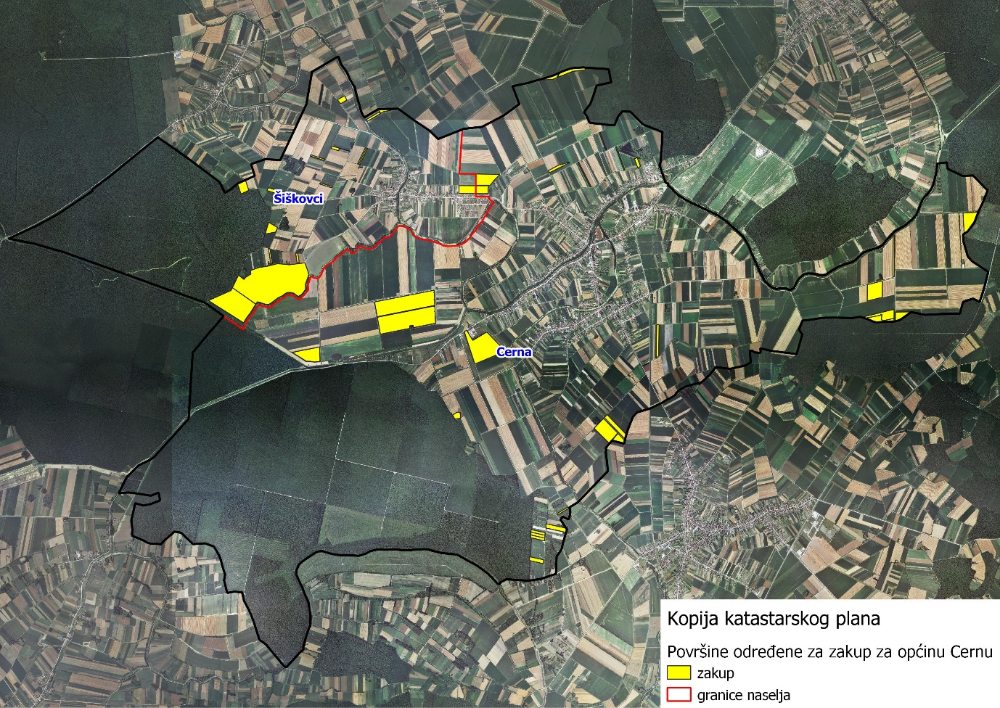 Šiškovci
Cerna
Kopija katastarskog plana
Površine određene za zakup za općinu Cernu
zakup
granice naselja